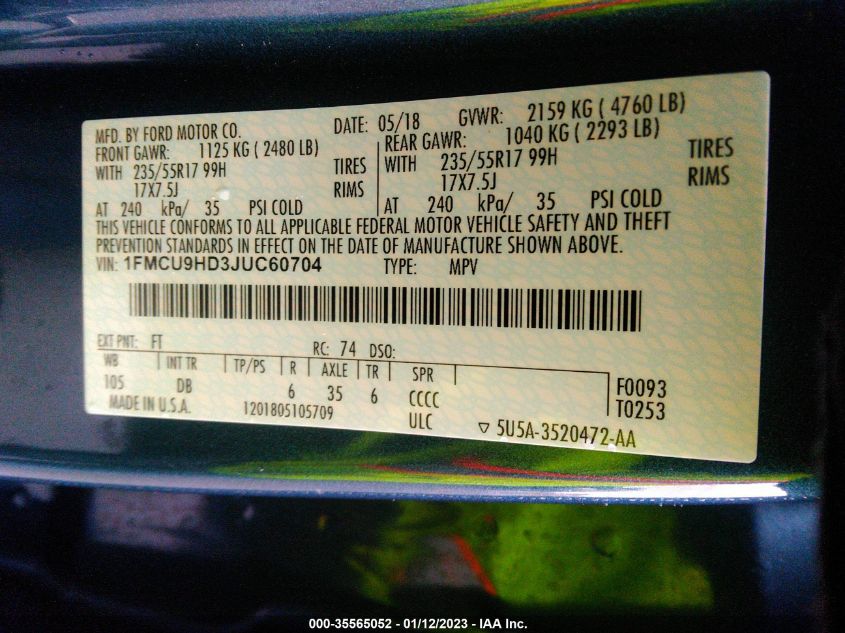 MFD. BY FORD MOTOR CO. DATE: 05/18 GVWR: 2159 KG ( 4760 LB)
FRONT GAWR: 1125 KG ( 2480 LB) REAR GAWR: 1040 KG ( 2293 LB)
WITH 235/55R17 99H TIRES WITH 235/55R17 99H TIRES
17X7.5J RIMS 17X7.5J RIMS
AT 240 kPa/ 35 PSI COLD AT 240 kPa/ 35 PSI COLD
THIS VEHICLE CONFORMS TO ALL APPLICABLE FEDERAL MOTOR VEHICLE SAFETY AND THEFT
PREVENTION STANDARDS IN EFFECT ON THE DATE OF MANUFACTURE SHOWN ABOVE.
VIN: 1FMCU9HD3JUC60704 TYPE: MPV
EXT PNT: FT RC: 74 DSO:
WB INT TR TP/PS R AXLE TR SPR
105 DB 6 35 6 CCCC F0093
MADE IN U.S.A. 1201805105709 ULC T0253
5U5A-3520472-AA
000-35565052 - 01/12/2023 - IAA Inc.